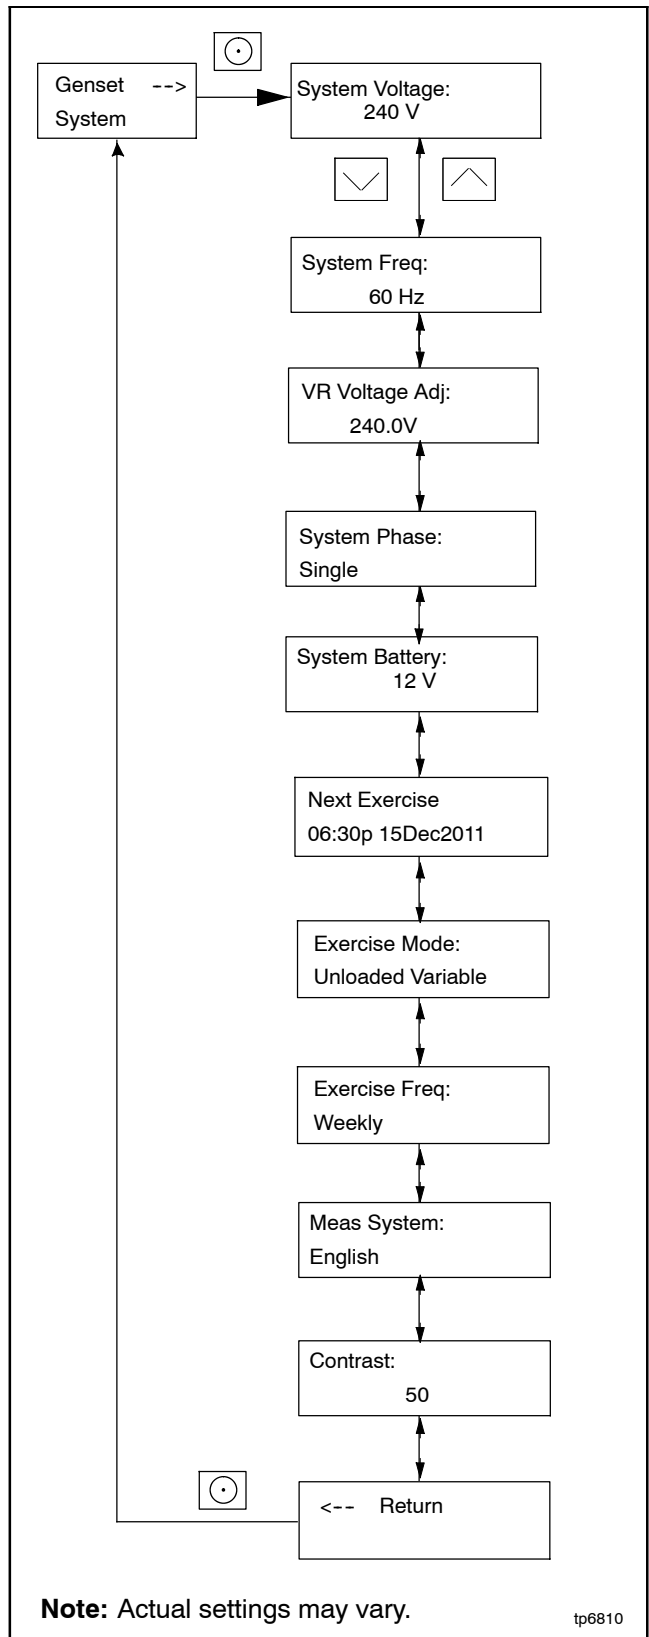 Genset -->
System
System Voltage:
240 V
System Freq:
60 Hz
VR Voltage Adj:
240.0V
System Phase:
Single
System Battery:
12 V
Next Exercise
06:30p 15Dec2011
Exercise Mode:
Unloaded Variable
Exercise Freq:
Weekly
Meas System:
English
Contrast:
50
<-- Return
Note: Actual settings may vary.
tp6810